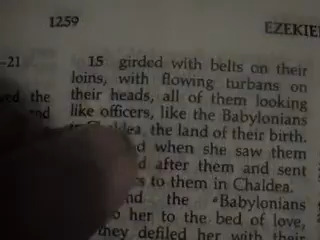 1259
EZEKIE
-21
15 girded with belts on their
loins, with flowing turbans on
ved the
their heads, all of them looking
and
like officers, like the Babylonians
Chaldea, the land of their birth.
when she saw them
after them and sent
to them in Chaldea.
the Babylonians
her to the bed of love,
they defiled her with their